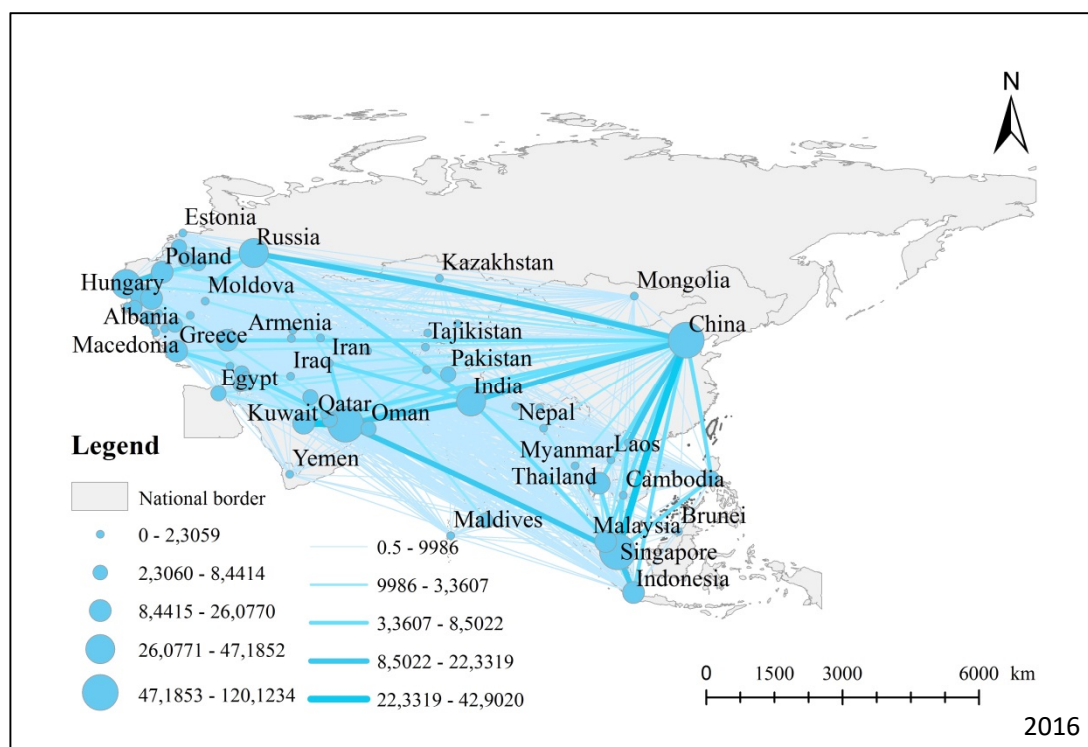 N
Estonia
Russia
Poland
Kazakhstan
Mongolia
Hungary
Moldova
China
Albania
Armenia
Tajikistan
Greece
Macedonia
Iran
Iraq
Pakistan
Egypt
India
Qatar
Kuwait
Oman
Nepal
Laos
Myanmar
Thailand
Yemen
Cambodia
Maldives
Brunei
Malaysia
Singapore
Indonesia
Legend
National border
0 - 2,3059
2,3060 - 8,4414
8,4415 - 26,0770
26,0771 - 47,1852
47,1853 - 120,1234
0.5 - 9986
9986 - 3,3607
3,3607 - 8,5022
8,5022 - 22,3319
22,3319 - 42,9020
0 1500 3000 6000 km
2016